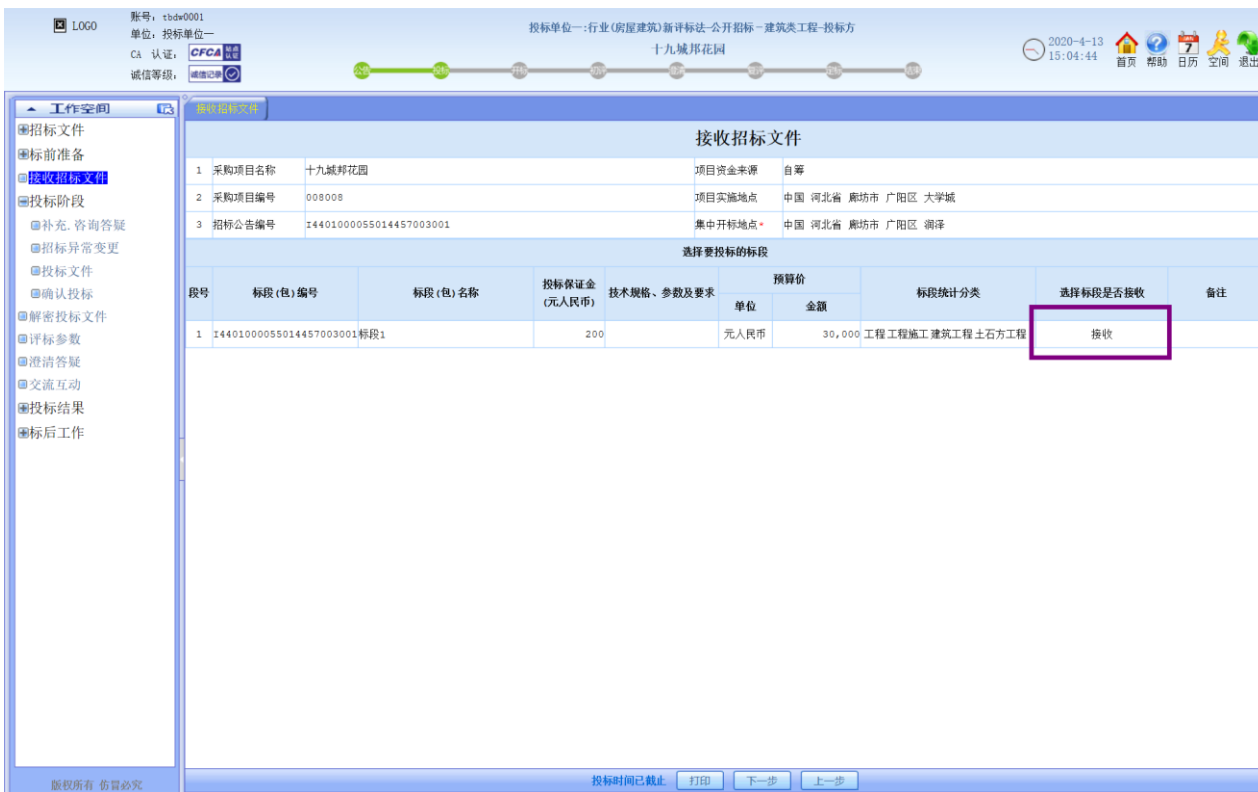 LOGO
账号：tbdw0001
单位：投标单位一
CA 认证：CFCA 站点认证
诚信等级：诚信记录
投标单位一-:行业(房屋建筑)新评标法-公开招标-建筑类工程-投标方
十九城邦花园
2020-4-13
15:04:44
首页 帮助 日历 空间 退出
工作空间
招标文件
标前准备
接收招标文件
投标阶段
补充.咨询答疑
招标异常变更
投标文件
确认投标
解密投标文件
评标参数
澄清答疑
交流互动
投标结果
标后工作
版权所有 仿冒必究
接收招标文件
接收招标文件
1 采购项目名称 十九城邦花园 项目资金来源 自筹
2 采购项目编号 008008 项目实施地点 中国 河北省 廊坊市 广阳区 大学城
3 招标公告编号 I4401000055014457003001 集中开标地点* 中国 河北省 廊坊市 广阳区 润泽
选择要投标的标段
段号 标段(包)编号 标段(包)名称 投标保证金(元人民币) 技术规格、参数及要求 预算价 标段统计分类 选择标段是否接收 备注
单位 金额
1 I4401000055014457003001 标段1 200 元人民币 30,000 工程工程施工建筑工程土石方工程 接收
投标时间已截止 打印 下一步 上一步